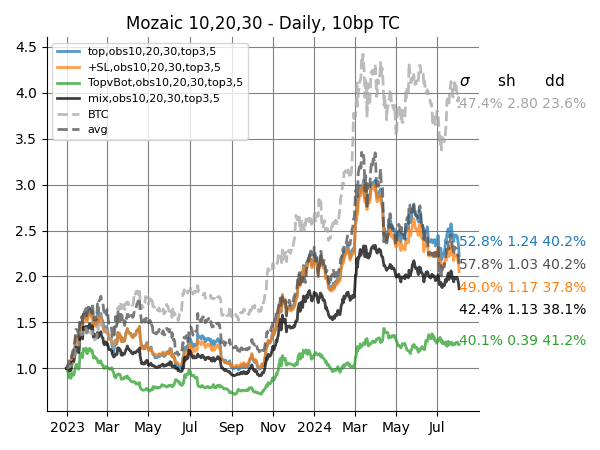 Mozaic 10,20,30 - Daily, 10bp TC
top,obs10,20,30,top3,5
+SL,obs10,20,30,top3,5
TopvBot,obs10,20,30,top3,5
mix,obs10,20,30,top3,5
BTC
avg
4.5
4.0
3.5
3.0
2.5
2.0
1.5
1.0
σ sh dd
47.4% 2.80 23.6%
52.8% 1.24 40.2%
57.8% 1.03 40.2%
49.0% 1.17 37.8%
42.4% 1.13 38.1%
40.1% 0.39 41.2%
2023 Mar May Jul Sep Nov 2024 Mar May Jul